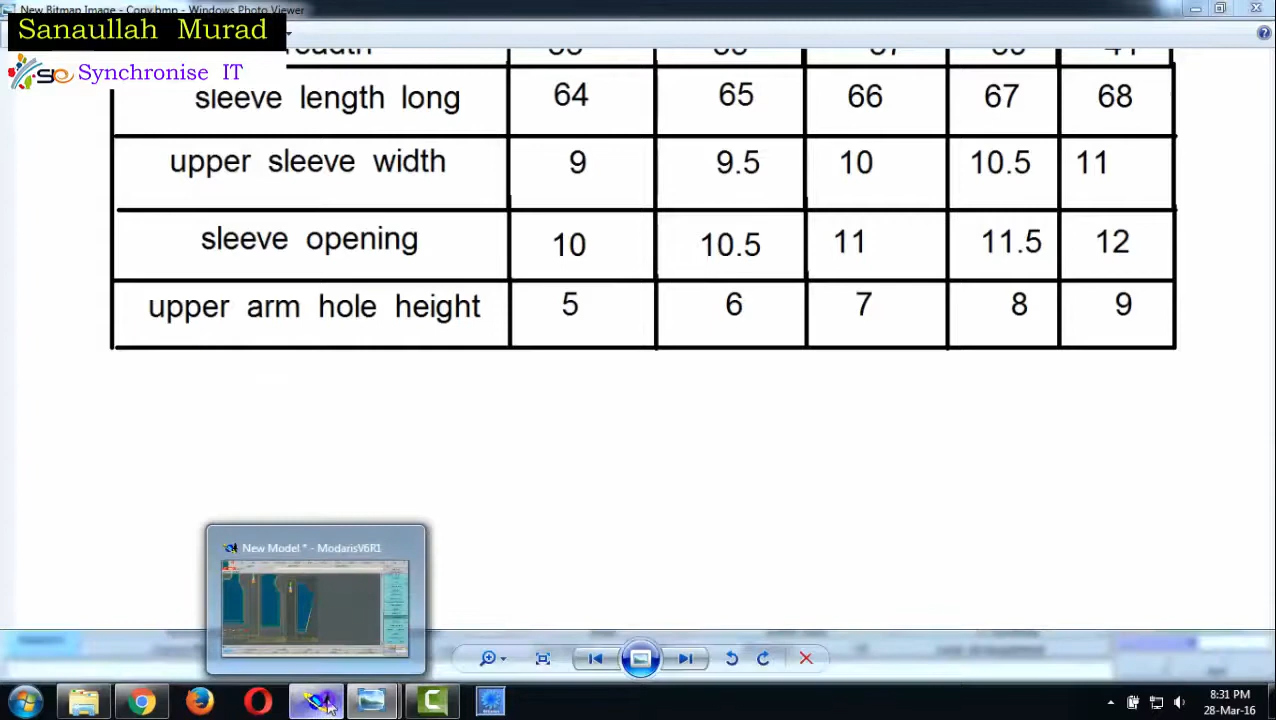 New Bitmap Image - Copy.bmp - Windows Photo Viewer
Sanaullah Murad
Synchronise IT
sleeve length long 64 65 66 67 68
upper sleeve width 9 9.5 10 10.5 11
sleeve opening 10 10.5 11 11.5 12
upper arm hole height 5 6 7 8 9
New Model * - ModarisV6R1
8:31 PM
28-Mar-16